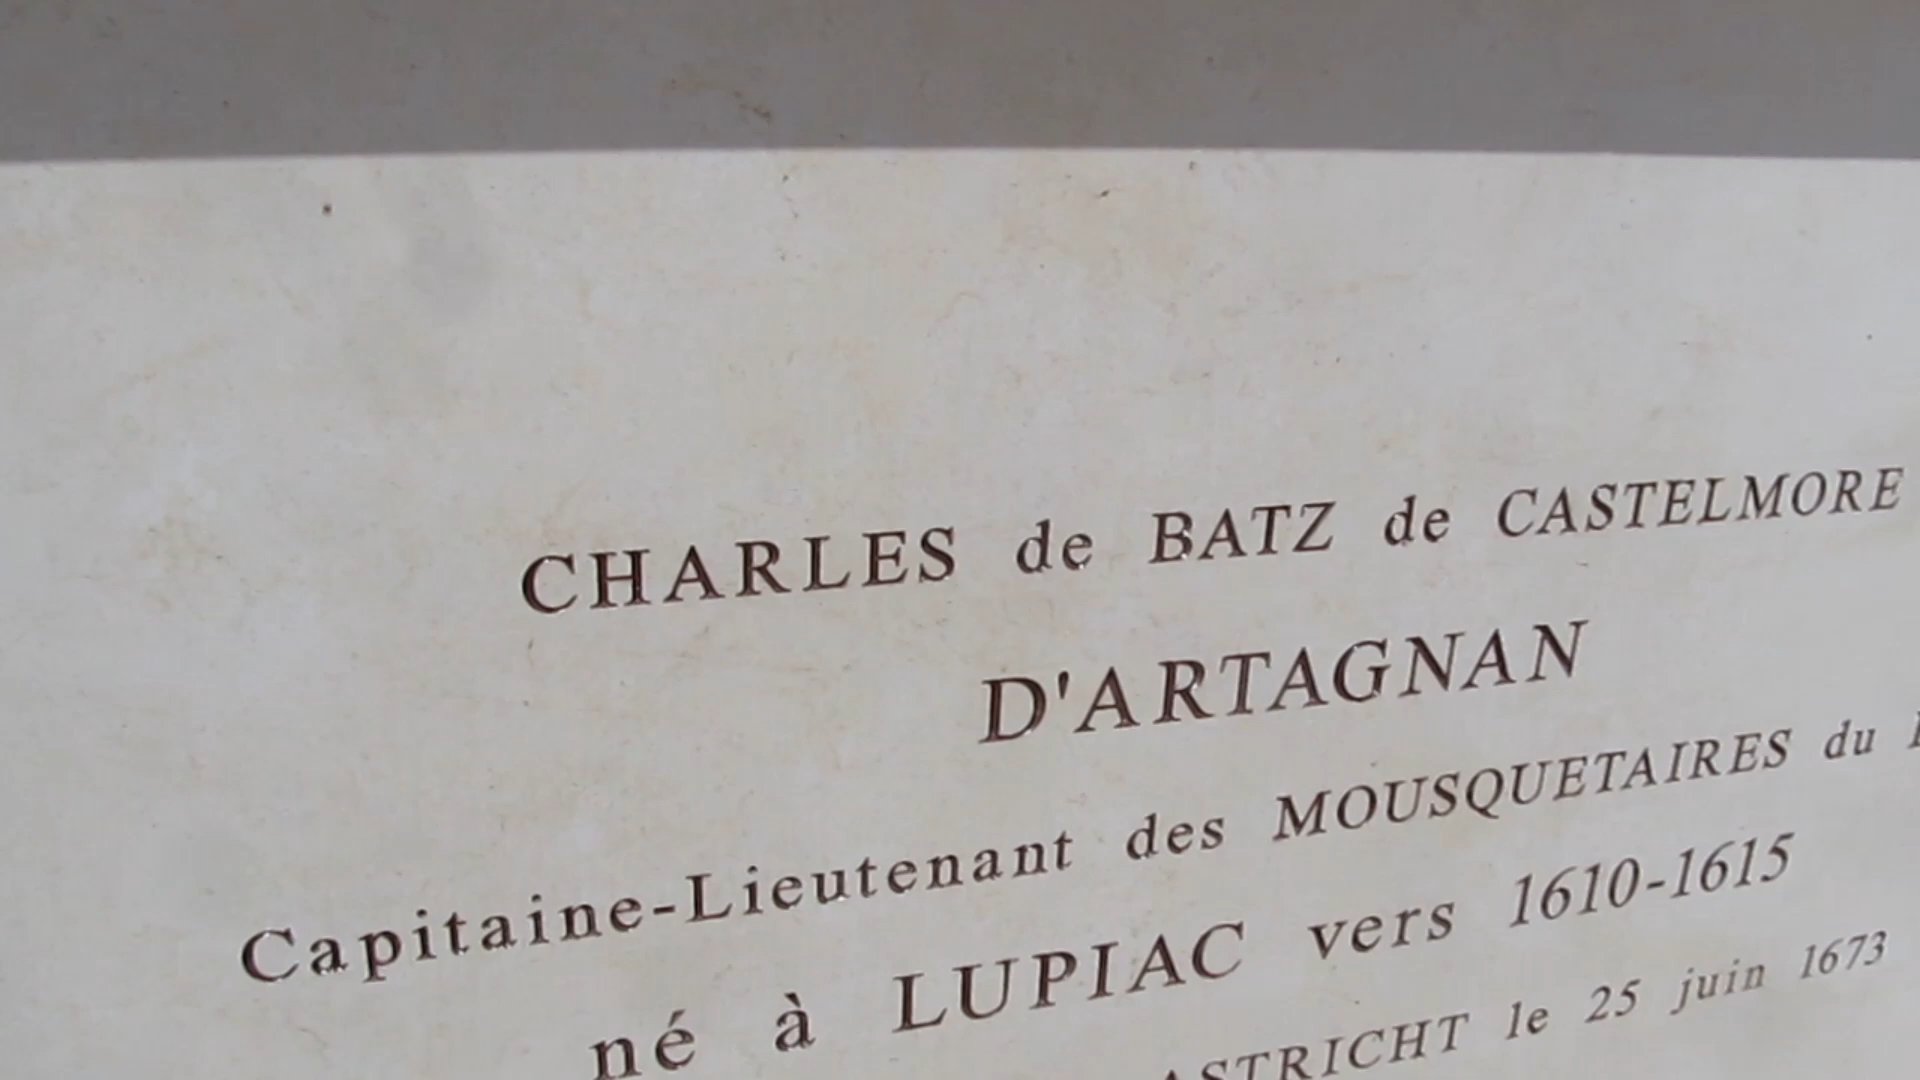 CHARLES de BATZ de CASTELMORE
D'ARTAGNAN
Capitaine-Lieutenant des MOUSQUETAIRES du
né à LUPIAC vers 1610-1615
le 25 juin 1673